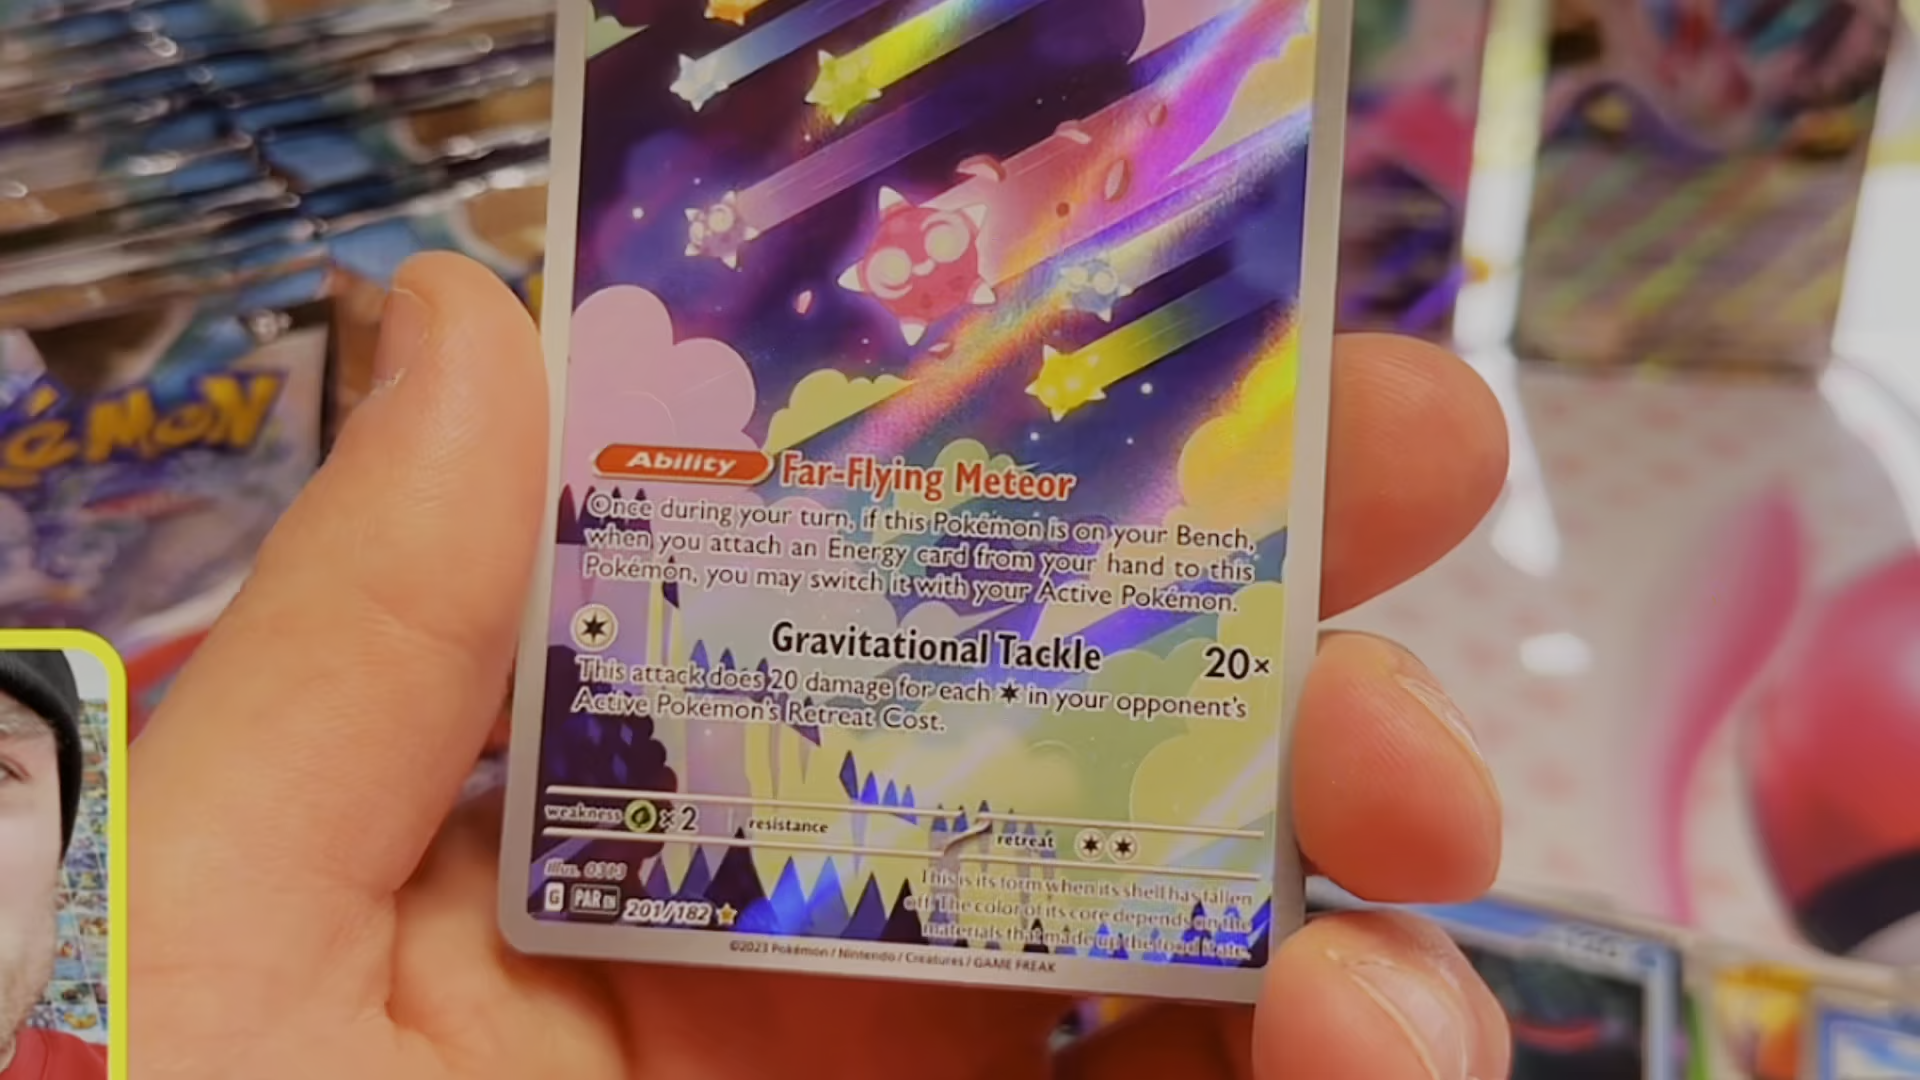 POKéMON
Ability Far-Flying Meteor
Once during your turn, if this Pokémon is on your Bench,
when you attach an Energy card from your hand to this
Pokémon, you may switch it with your Active Pokémon.
Gravitational Tackle 20×
This attack does 20 damage for each ✶ in your opponent's
Active Pokémon's Retreat Cost.
weakness ×2 resistance retreat
Illus. 0313
G PAR EN 201/182 ★
This is its form when its shell has fallen
off. The color of its core depends on the
materials that made up the food it ate.
©2023 Pokémon / Nintendo / Creatures / GAME FREAK